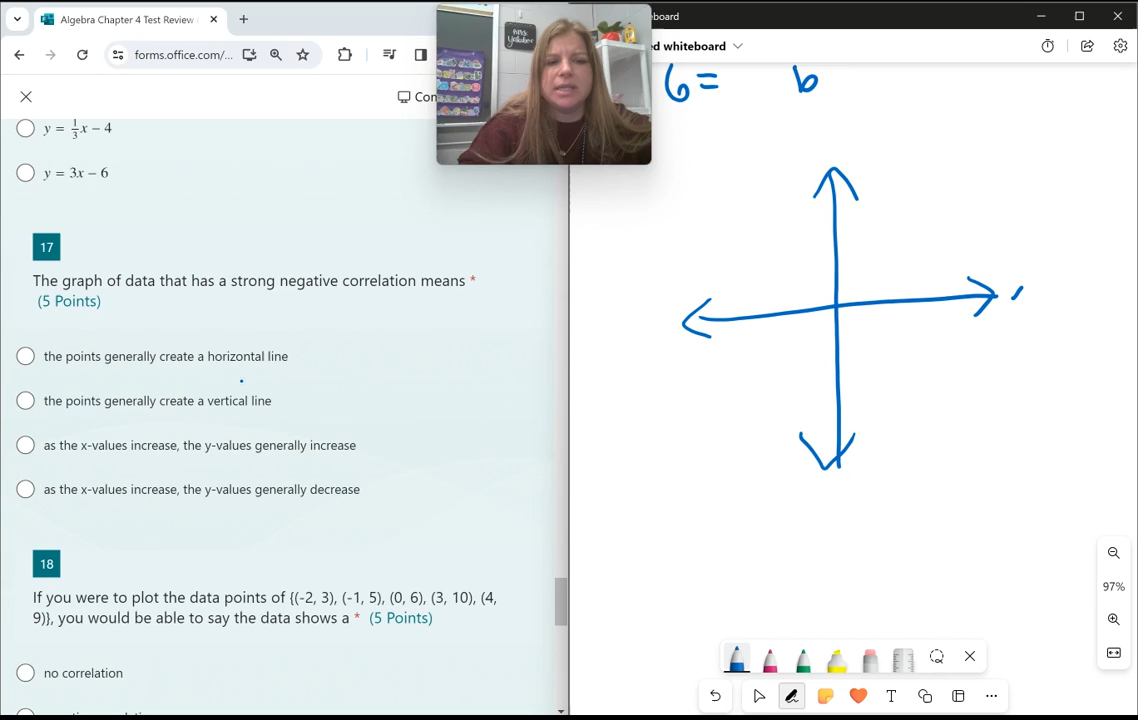 Algebra Chapter 4 Test Review
forms.office.com/...
eboard
ed whiteboard
Con
y = 1/3 x − 4
y = 3x − 6
17
The graph of data that has a strong negative correlation means *
(5 Points)
the points generally create a horizontal line
the points generally create a vertical line
as the x-values increase, the y-values generally increase
as the x-values increase, the y-values generally decrease
18
If you were to plot the data points of {(-2, 3), (-1, 5), (0, 6), (3, 10), (4,
9)}, you would be able to say the data shows a * (5 Points)
no correlation
6 = b
97%
T